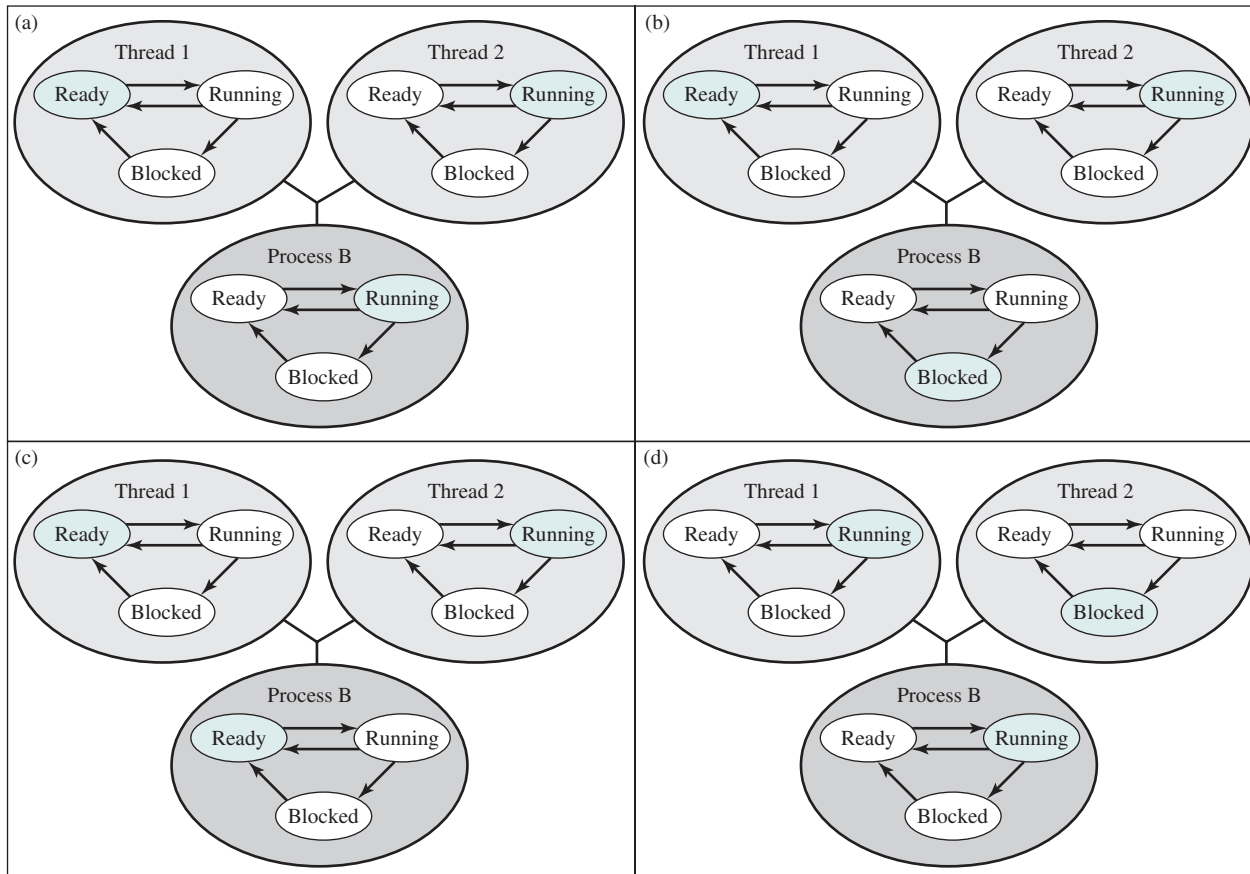 (a)
Thread 1
Ready
Running
Blocked
Thread 2
Ready
Running
Blocked
Process B
Ready
Running
Blocked
(b)
Thread 1
Ready
Running
Blocked
Thread 2
Ready
Running
Blocked
Process B
Ready
Running
Blocked
(c)
Thread 1
Ready
Running
Blocked
Thread 2
Ready
Running
Blocked
Process B
Ready
Running
Blocked
(d)
Thread 1
Ready
Running
Blocked
Thread 2
Ready
Running
Blocked
Process B
Ready
Running
Blocked